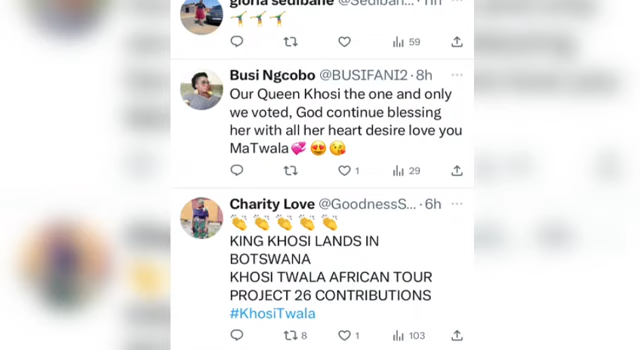 gloria sedibane @Sediban... · 11h
59
Busi Ngcobo @BUSIFANI2 · 8h
Our Queen Khosi the one and only
we voted, God continue blessing
her with all her heart desire love you
MaTwala💞 😍 😘
1 29
Charity Love @GoodnessS... · 6h
👏 👏 👏 👏 👏
KING KHOSI LANDS IN
BOTSWANA
KHOSI TWALA AFRICAN TOUR
PROJECT 26 CONTRIBUTIONS
#KhosiTwala
8 1 103